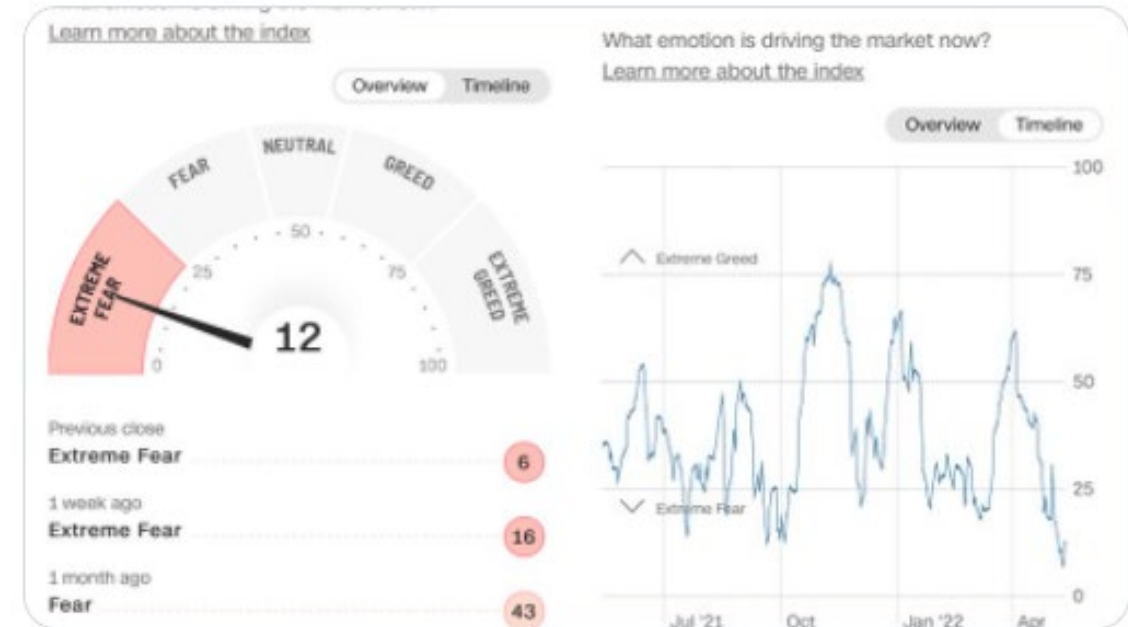 Learn more about the index
Overview Timeline
EXTREME
FEAR
FEAR
NEUTRAL
GREED
EXTREME
GREED
0
25
50
75
100
12
Previous close
Extreme Fear
6
1 week ago
Extreme Fear
16
1 month ago
Fear
43
What emotion is driving the market now?
Learn more about the index
Overview Timeline
100
Extreme Greed
75
50
25
Extreme Fear
0
Jul '21 Oct Jan '22 Apr